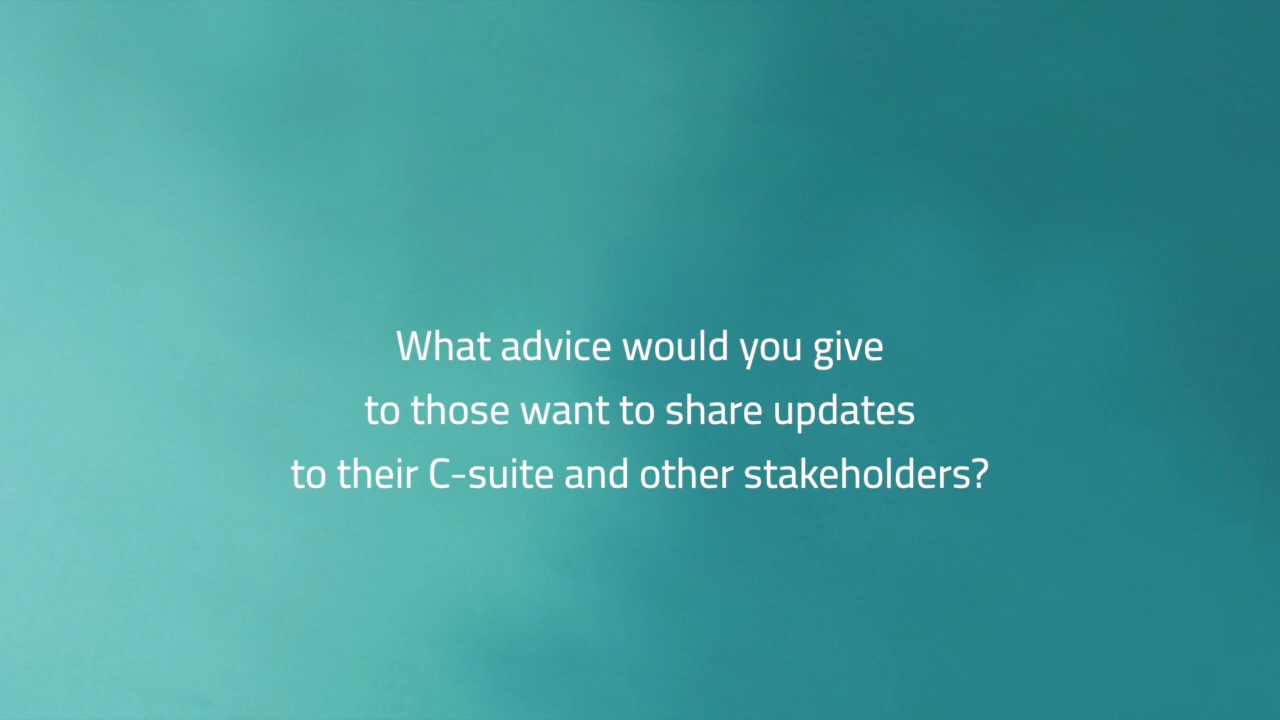 What advice would you give
to those want to share updates
to their C-suite and other stakeholders?